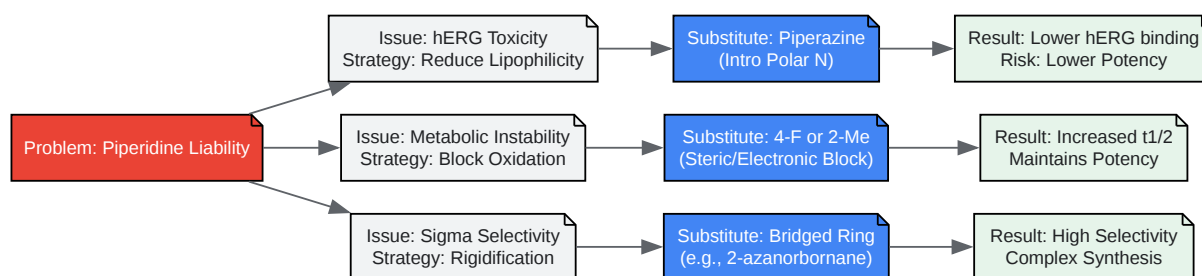 Issue: hERG Toxicity
Strategy: Reduce Lipophilicity
Substitute: Piperazine
(Intro Polar N)
Result: Lower hERG binding
Risk: Lower Potency
Problem: Piperidine Liability
Issue: Metabolic Instability
Strategy: Block Oxidation
Substitute: 4-F or 2-Me
(Steric/Electronic Block)
Result: Increased t1/2
Maintains Potency
Issue: Sigma Selectivity
Strategy: Rigidification
Substitute: Bridged Ring
(e.g., 2-azanorbornane)
Result: High Selectivity
Complex Synthesis